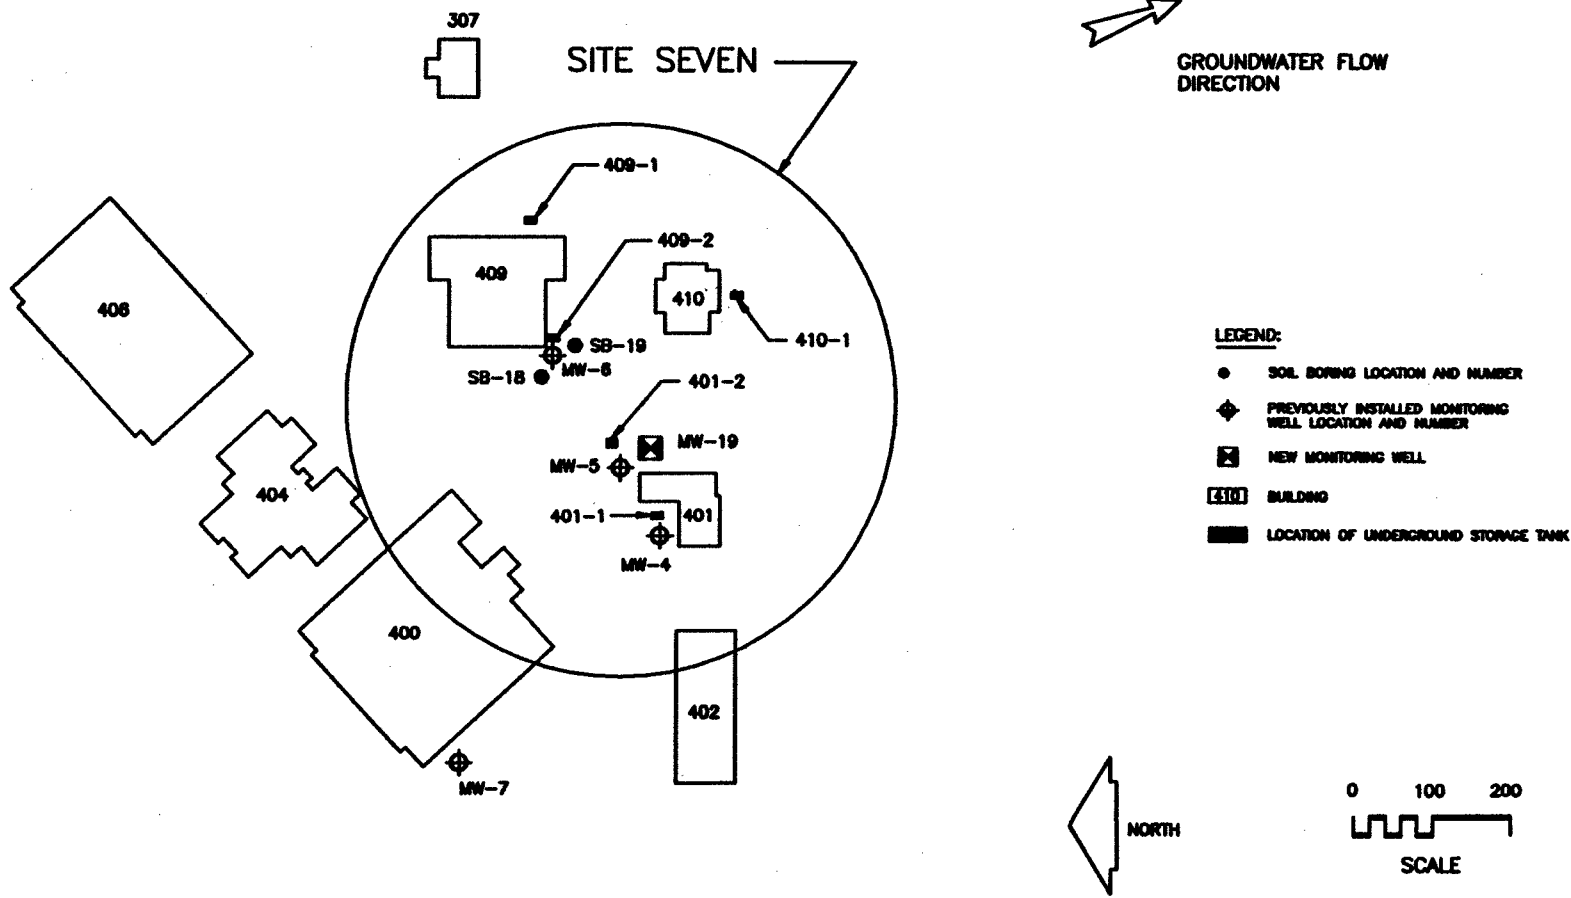 307
SITE SEVEN
GROUNDWATER FLOW
DIRECTION
409-1
409-2
409
406
410
410-1
SB-19
MW-6
SB-18
401-2
MW-19
MW-5
404
401-1
401
MW-4
400
402
MW-7
LEGEND:
SOIL BORING LOCATION AND NUMBER
PREVIOUSLY INSTALLED MONITORING
WELL LOCATION AND NUMBER
NEW MONITORING WELL
410 BUILDING
LOCATION OF UNDERGROUND STORAGE TANK
NORTH
0 100 200
SCALE